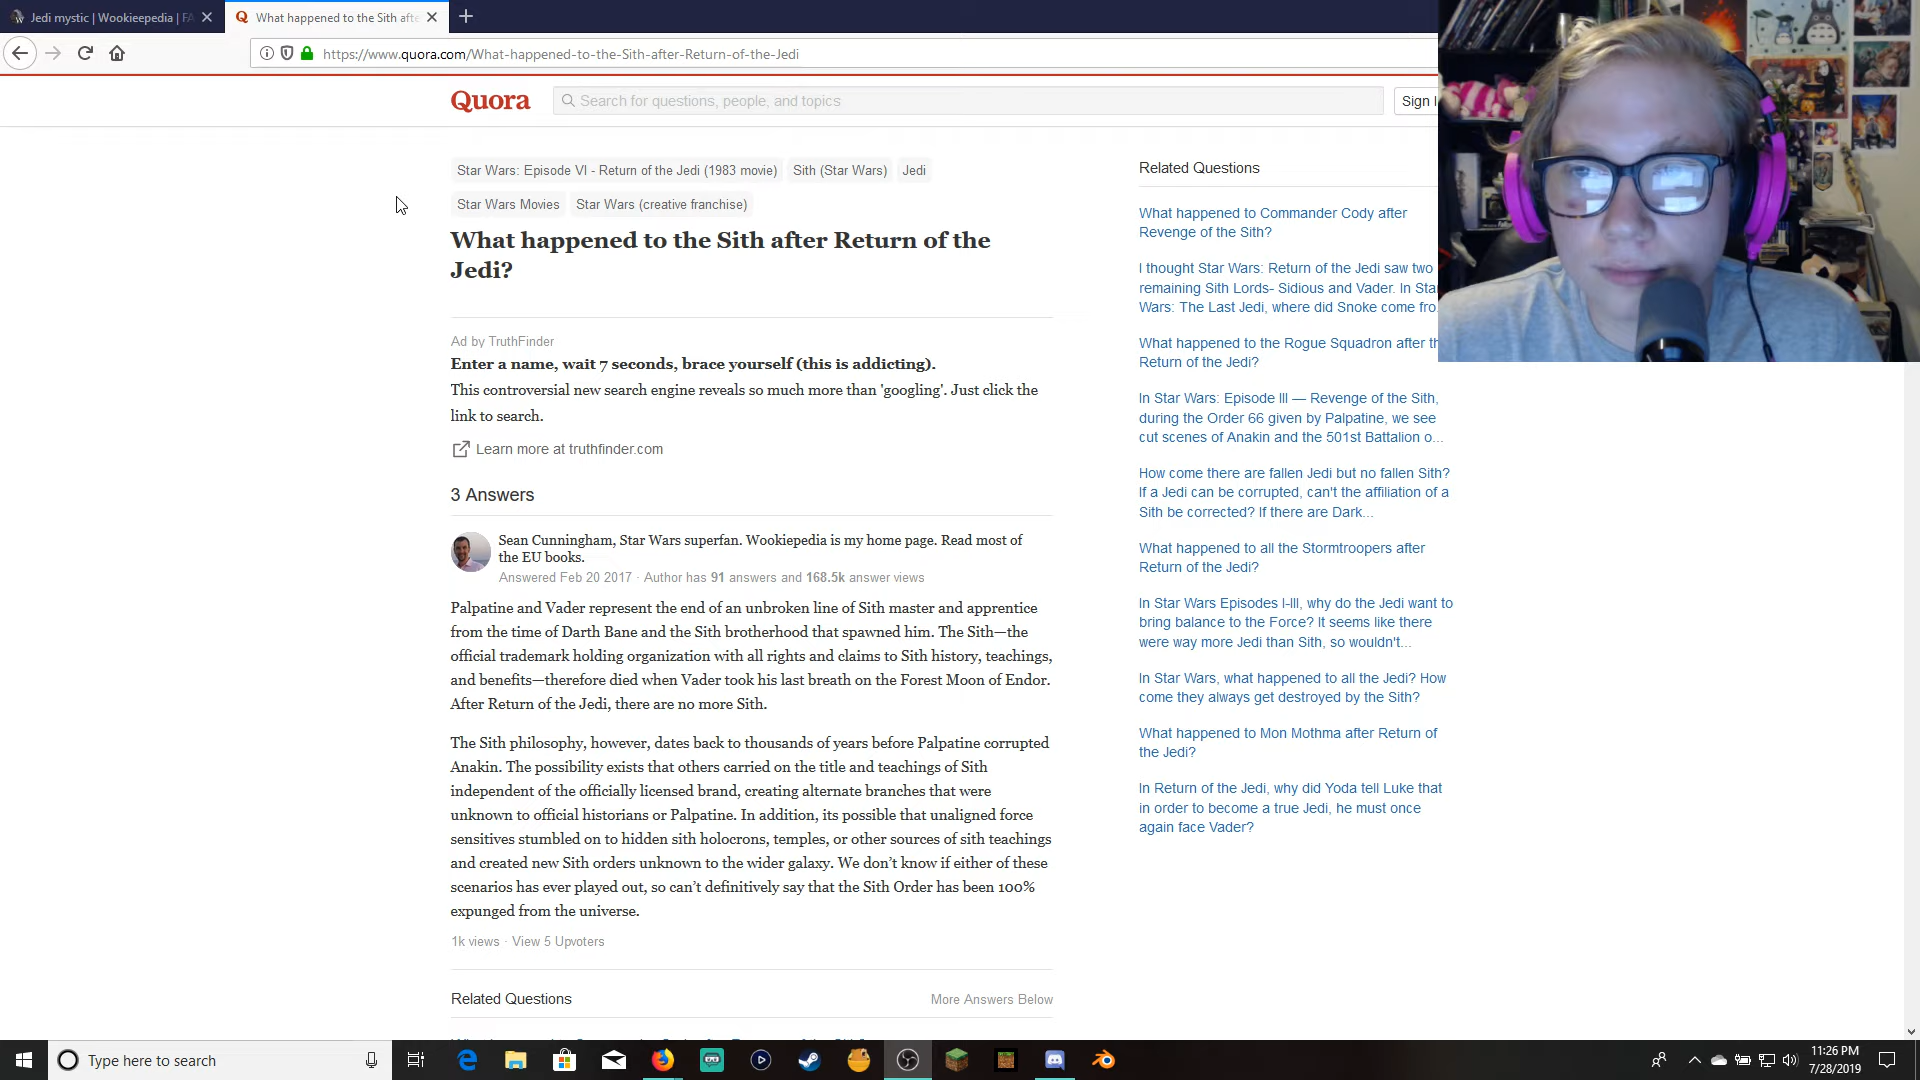 Jedi mystic | Wookieepedia | FA
What happened to the Sith afte
https://www.quora.com/What-happened-to-the-Sith-after-Return-of-the-Jedi
Quora
Search for questions, people, and topics
Sign I
Star Wars: Episode VI - Return of the Jedi (1983 movie) Sith (Star Wars) Jedi
Star Wars Movies Star Wars (creative franchise)
What happened to the Sith after Return of the
Jedi?
Ad by TruthFinder
Enter a name, wait 7 seconds, brace yourself (this is addicting).
This controversial new search engine reveals so much more than 'googling'. Just click the
link to search.
Learn more at truthfinder.com
3 Answers
Sean Cunningham, Star Wars superfan. Wookiepedia is my home page. Read most of
the EU books.
Answered Feb 20 2017 · Author has 91 answers and 168.5k answer views
Palpatine and Vader represent the end of an unbroken line of Sith master and apprentice
from the time of Darth Bane and the Sith brotherhood that spawned him. The Sith—the
official trademark holding organization with all rights and claims to Sith history, teachings,
and benefits—therefore died when Vader took his last breath on the Forest Moon of Endor.
After Return of the Jedi, there are no more Sith.
The Sith philosophy, however, dates back to thousands of years before Palpatine corrupted
Anakin. The possibility exists that others carried on the title and teachings of Sith
independent of the officially licensed brand, creating alternate branches that were
unknown to official historians or Palpatine. In addition, its possible that unaligned force
sensitives stumbled on to hidden sith holocrons, temples, or other sources of sith teachings
and created new Sith orders unknown to the wider galaxy. We don't know if either of these
scenarios has ever played out, so can't definitively say that the Sith Order has been 100%
expunged from the universe.
1k views · View 5 Upvoters
Related Questions
More Answers Below
Related Questions
What happened to Commander Cody after
Revenge of the Sith?
I thought Star Wars: Return of the Jedi saw two
remaining Sith Lords- Sidious and Vader. In Sta
Wars: The Last Jedi, where did Snoke come fro
What happened to the Rogue Squadron after th
Return of the Jedi?
In Star Wars: Episode III — Revenge of the Sith,
during the Order 66 given by Palpatine, we see
cut scenes of Anakin and the 501st Battalion o...
How come there are fallen Jedi but no fallen Sith?
If a Jedi can be corrupted, can't the affiliation of a
Sith be corrected? If there are Dark...
What happened to all the Stormtroopers after
Return of the Jedi?
In Star Wars Episodes I-III, why do the Jedi want to
bring balance to the Force? It seems like there
were way more Jedi than Sith, so wouldn't...
In Star Wars, what happened to all the Jedi? How
come they always get destroyed by the Sith?
What happened to Mon Mothma after Return of
the Jedi?
In Return of the Jedi, why did Yoda tell Luke that
in order to become a true Jedi, he must once
again face Vader?
Type here to search
11:26 PM
7/28/2019